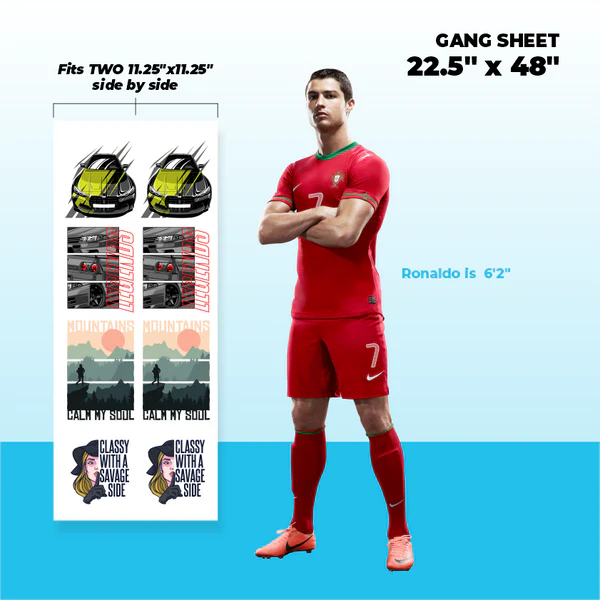 GANG SHEET
22.5" x 48"
Fits TWO 11.25"x11.25"
side by side
7
Ronaldo is 6'2"
7
MOUNTAINS MOUNTAINS
CALM MY SOUL CALM MY SOUL
CLASSY CLASSY
WITH A WITH A
SAVAGE SAVAGE
SIDE SIDE